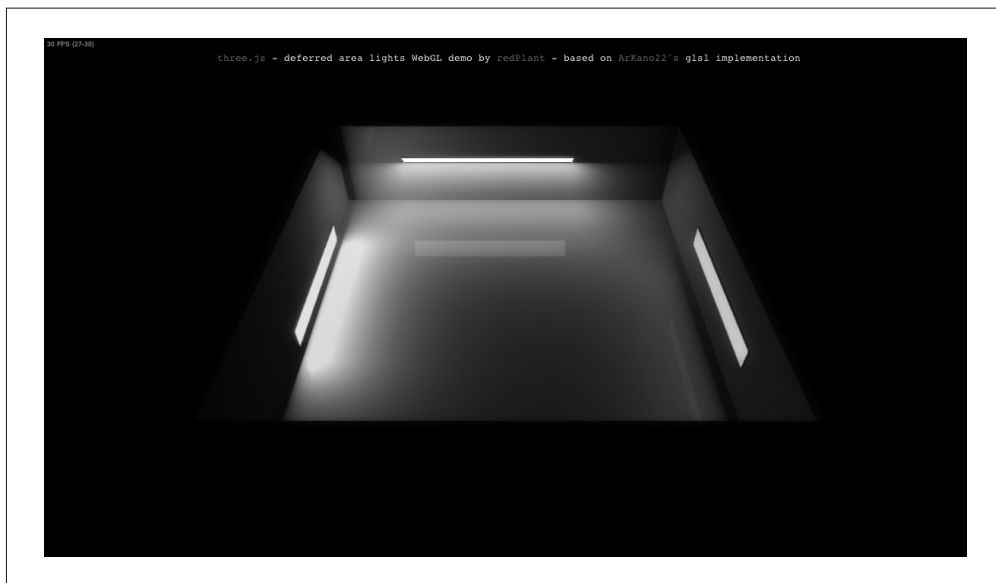 30 FPS (27-30)
three.js - deferred area lights WebGL demo by redPlant - based on ArKano22's glsl implementation